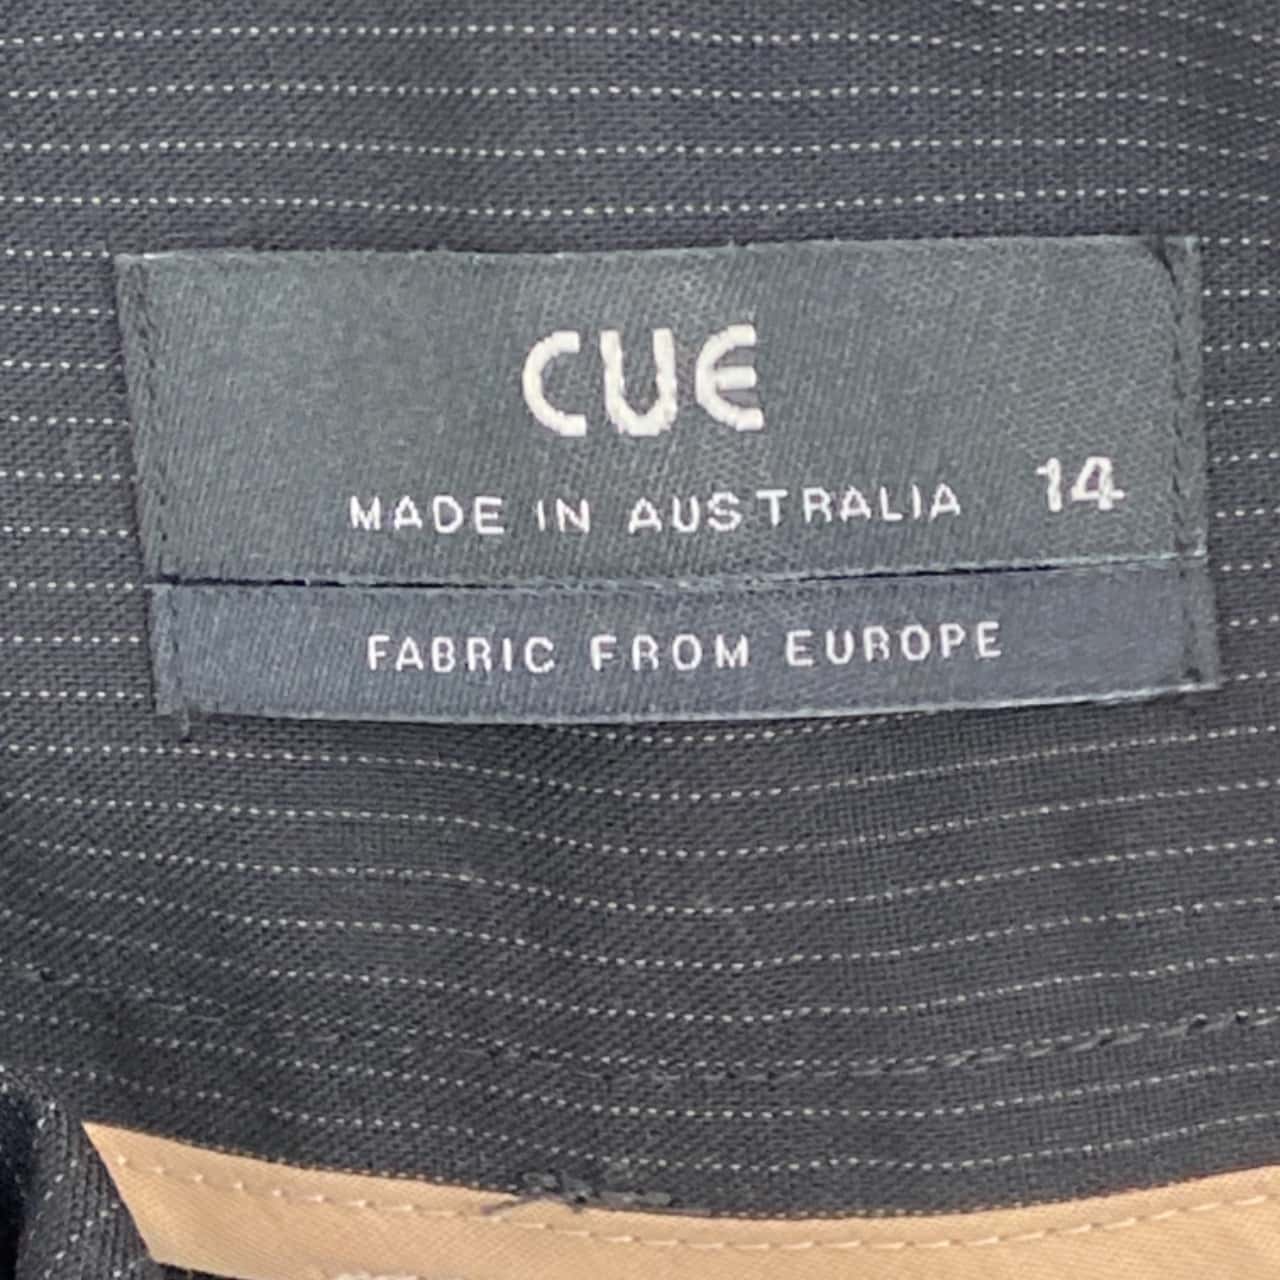 CUE
MADE IN AUSTRALIA 14
FABRIC FROM EUROPE